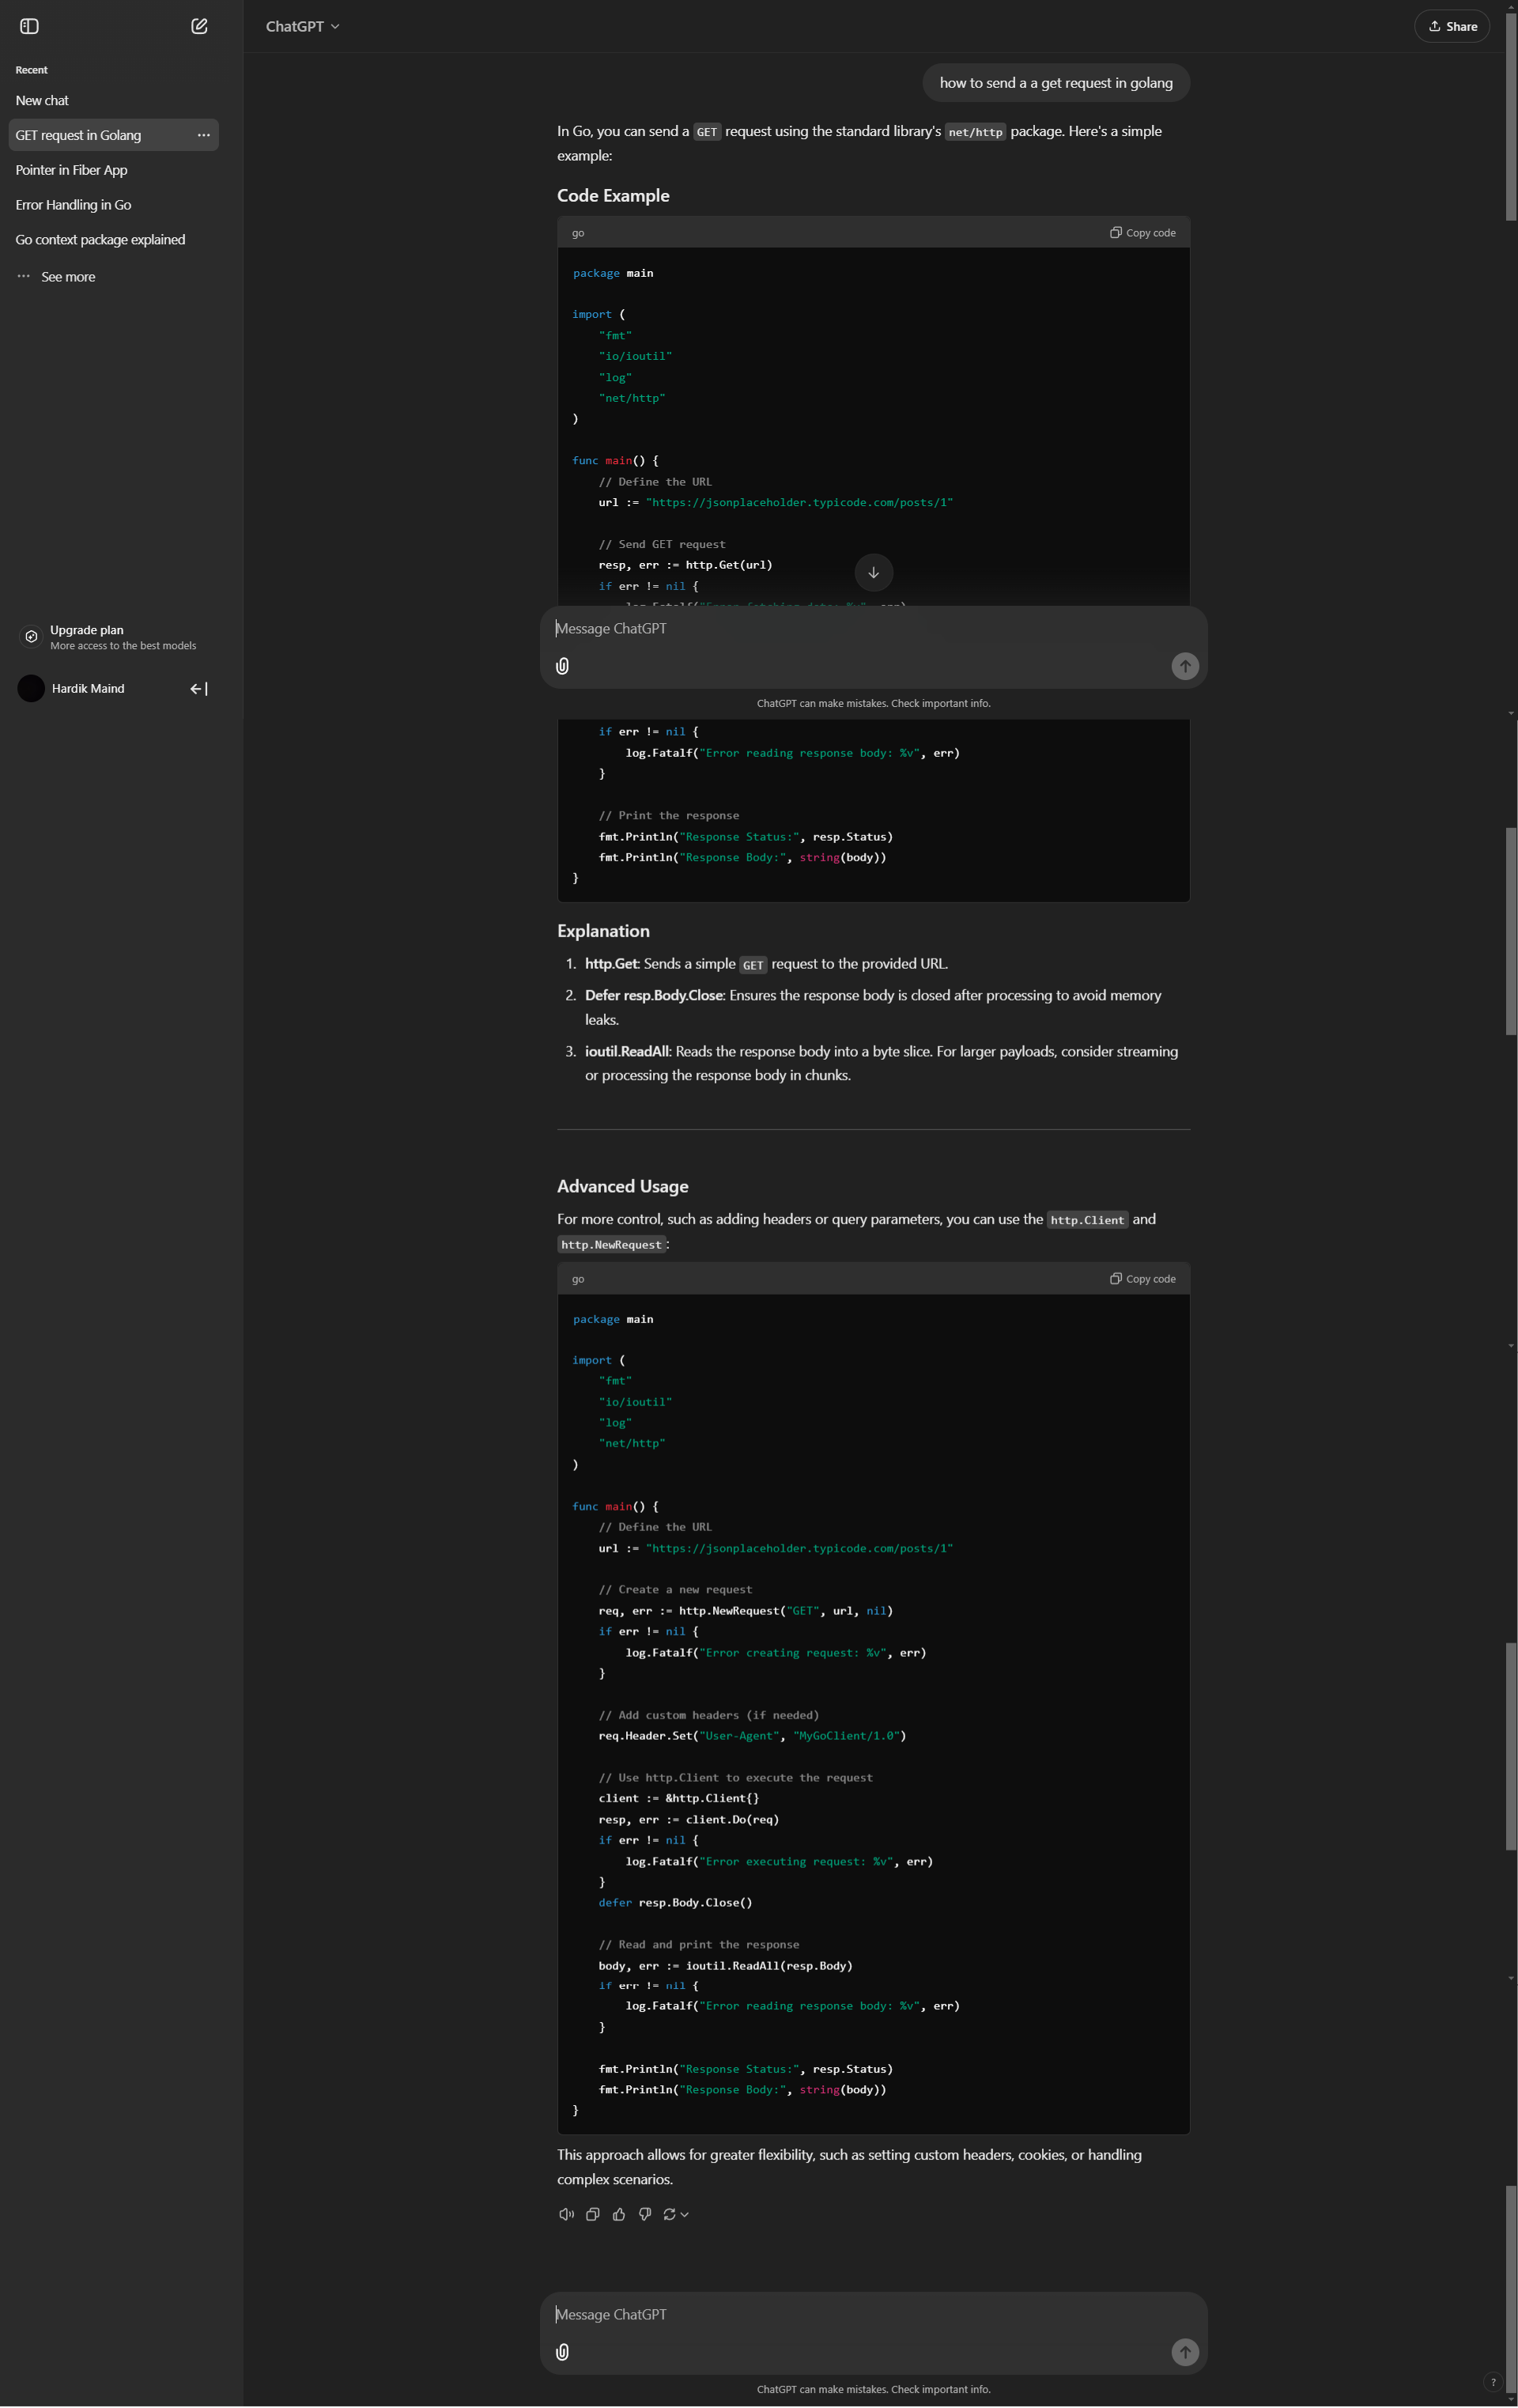 ChatGPT
Share
Recent
New chat
GET request in Golang
Pointer in Fiber App
Error Handling in Go
Go context package explained
See more
Upgrade plan
More access to the best models
Hardik Maind
how to send a a get request in golang
In Go, you can send a GET request using the standard library's net/http package. Here's a simple
example:
Code Example
go
Copy code
package main
import (
    "fmt"
    "io/ioutil"
    "log"
    "net/http"
)
func main() {
    // Define the URL
    url := "https://jsonplaceholder.typicode.com/posts/1"
    // Send GET request
    resp, err := http.Get(url)
    if err != nil {
Message ChatGPT
ChatGPT can make mistakes. Check important info.
    if err != nil {
        log.Fatalf("Error reading response body: %v", err)
    }
    // Print the response
    fmt.Println("Response Status:", resp.Status)
    fmt.Println("Response Body:", string(body))
}
Explanation
1. http.Get: Sends a simple GET request to the provided URL.
2. Defer resp.Body.Close: Ensures the response body is closed after processing to avoid memory
leaks.
3. ioutil.ReadAll: Reads the response body into a byte slice. For larger payloads, consider streaming
or processing the response body in chunks.
Advanced Usage
For more control, such as adding headers or query parameters, you can use the http.Client and
http.NewRequest:
go
Copy code
package main
import (
    "fmt"
    "io/ioutil"
    "log"
    "net/http"
)
func main() {
    // Define the URL
    url := "https://jsonplaceholder.typicode.com/posts/1"
    // Create a new request
    req, err := http.NewRequest("GET", url, nil)
    if err != nil {
        log.Fatalf("Error creating request: %v", err)
    }
    // Add custom headers (if needed)
    req.Header.Set("User-Agent", "MyGoClient/1.0")
    // Use http.Client to execute the request
    client := &http.Client{}
    resp, err := client.Do(req)
    if err != nil {
        log.Fatalf("Error executing request: %v", err)
    }
    defer resp.Body.Close()
    // Read and print the response
    body, err := ioutil.ReadAll(resp.Body)
    if err != nil {
        log.Fatalf("Error reading response body: %v", err)
    }
    fmt.Println("Response Status:", resp.Status)
    fmt.Println("Response Body:", string(body))
}
This approach allows for greater flexibility, such as setting custom headers, cookies, or handling
complex scenarios.
Message ChatGPT
ChatGPT can make mistakes. Check important info.
?